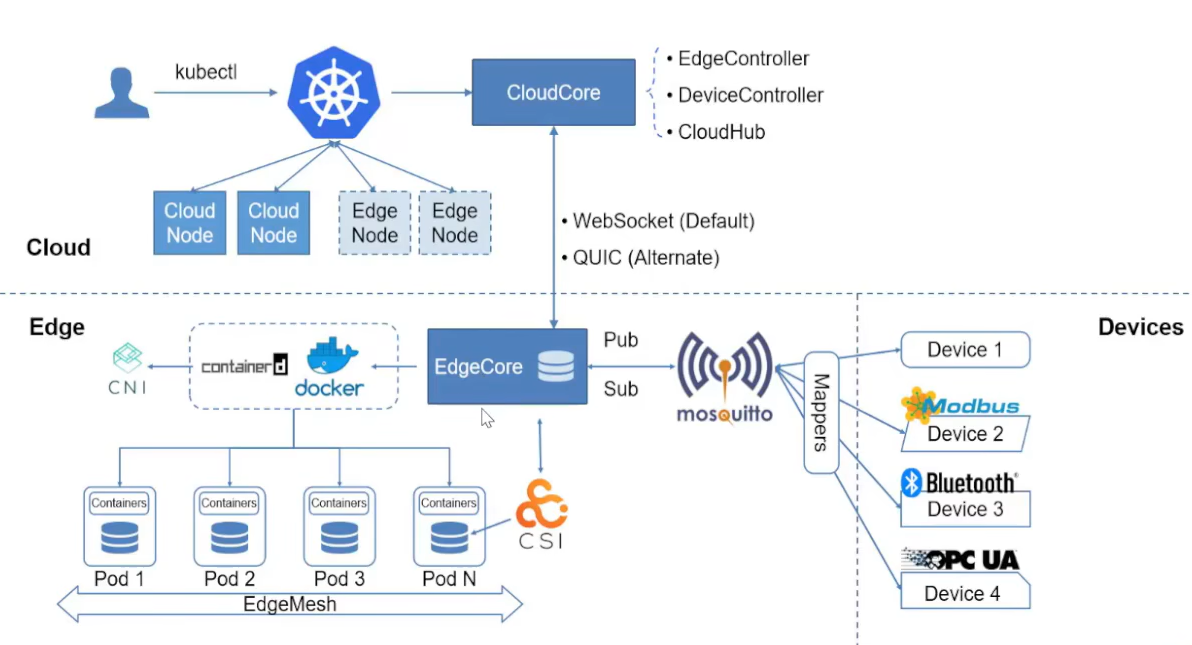 kubectl
CloudCore
• EdgeController
• DeviceController
• CloudHub
Cloud
Node
Cloud
Node
Edge
Node
Edge
Node
• WebSocket (Default)
• QUIC (Alternate)
Cloud
Edge
Devices
CNI
containerd
docker
EdgeCore
Pub
Sub
mosquitto
Mappers
Device 1
Modbus
Device 2
Bluetooth®
Device 3
OPC UA
Device 4
Containers
Containers
Containers
Containers
CSI
Pod 1
Pod 2
Pod 3
Pod N
EdgeMesh